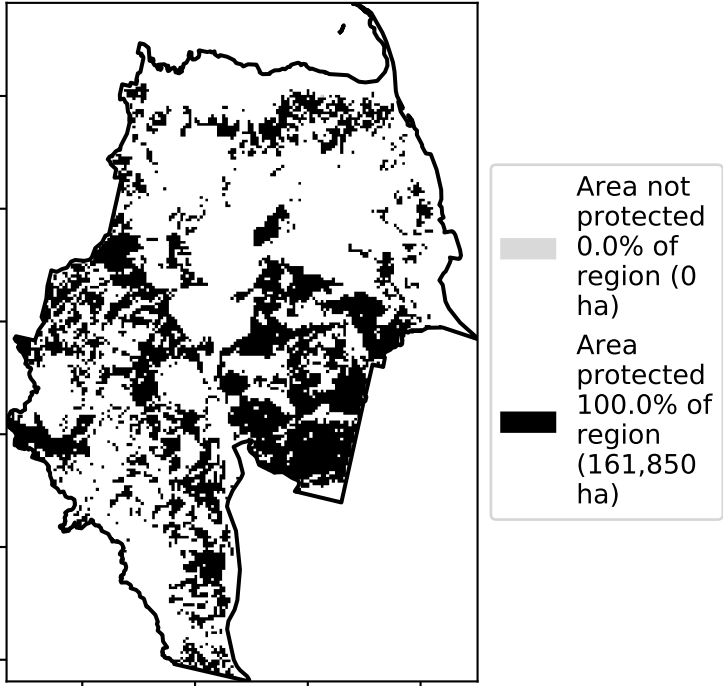 Area not
protected
0.0% of
region (0
ha)
Area
protected
100.0% of
region
(161,850
ha)